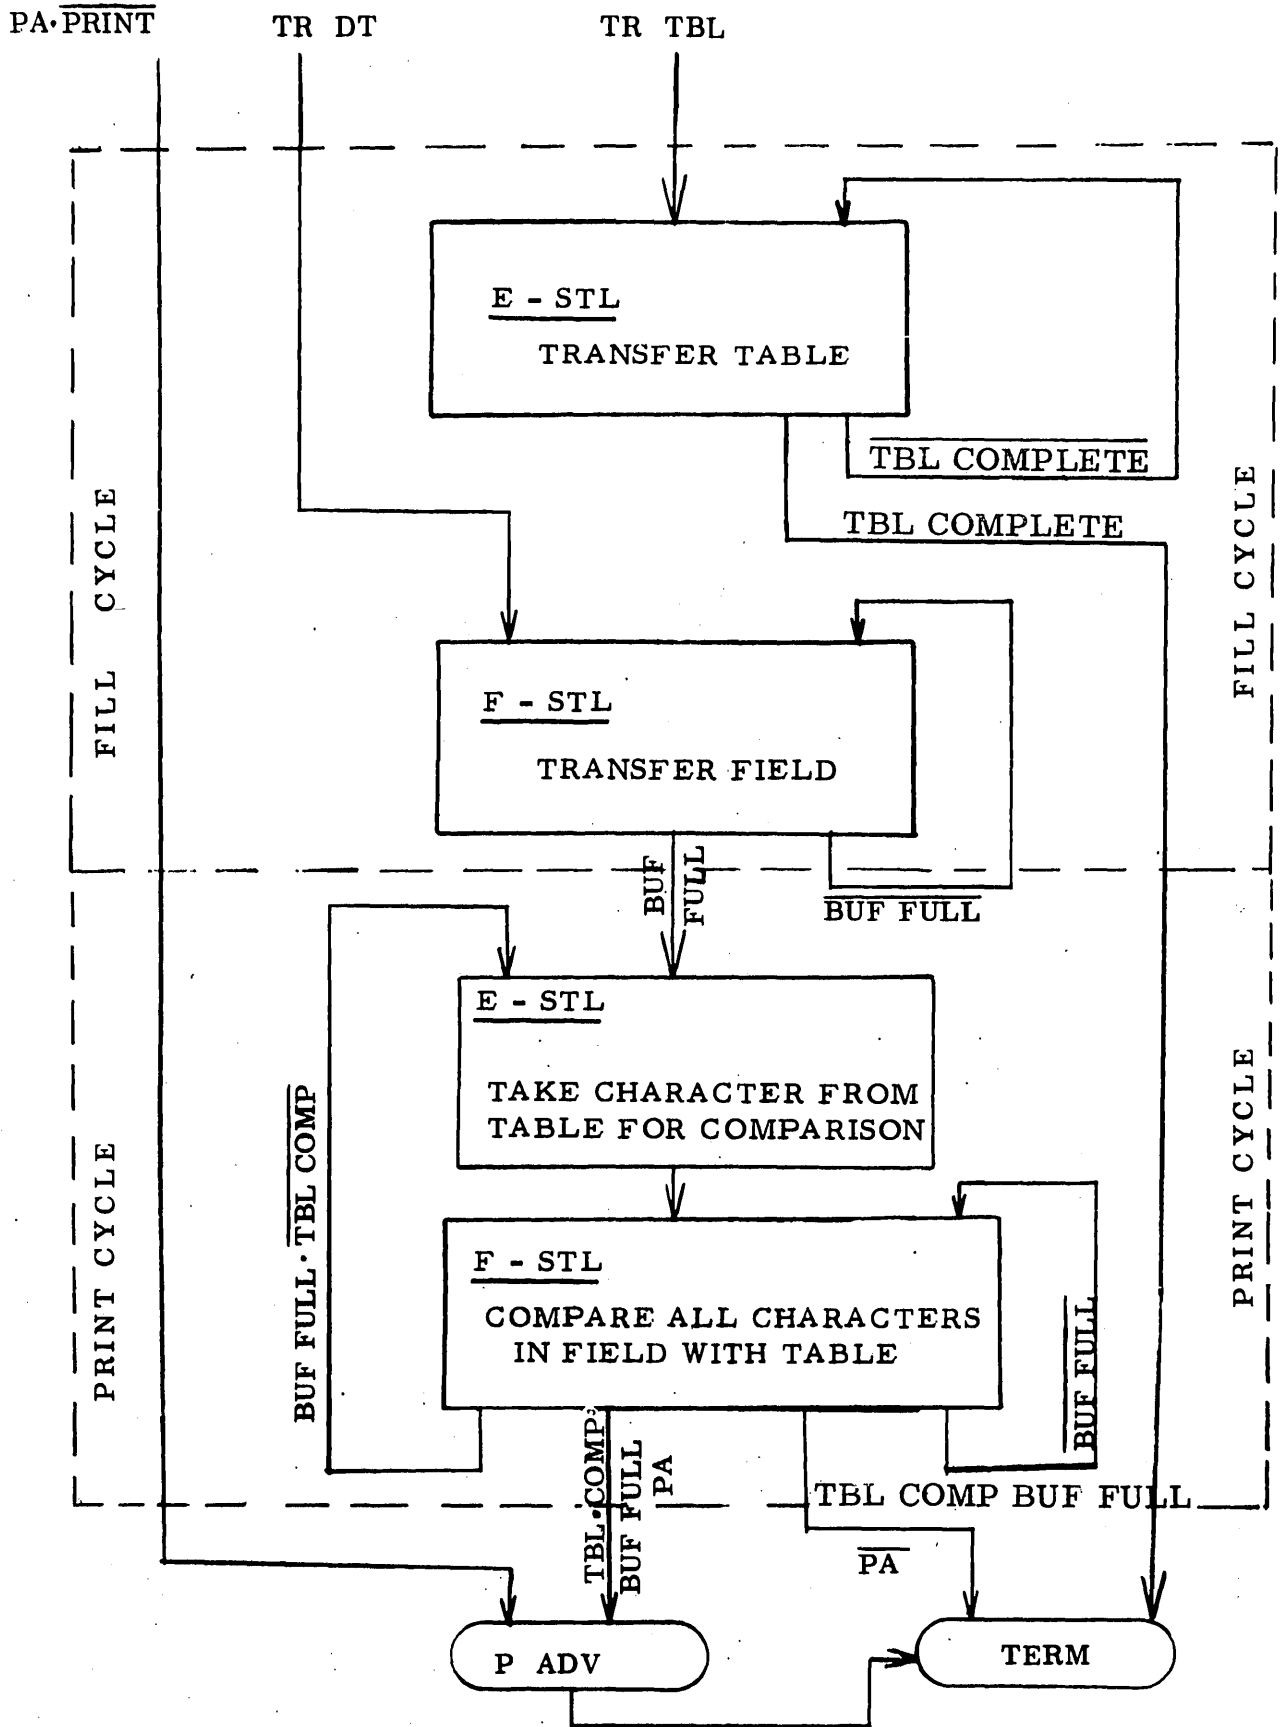 PA·PRINT
TR DT
TR TBL
E - STL
TRANSFER TABLE
TBL COMPLETE
TBL COMPLETE
FILL CYCLE
FILL CYCLE
F - STL
TRANSFER FIELD
BUF
FULL
BUF FULL
E - STL
TAKE CHARACTER FROM
TABLE FOR COMPARISON
BUF FULL·TBL COMP
PRINT CYCLE
PRINT CYCLE
F - STL
COMPARE ALL CHARACTERS
IN FIELD WITH TABLE
BUF FULL
TBL·COMP·
BUF FULL
PA
TBL COMP BUF FULL
PA
P ADV
TERM